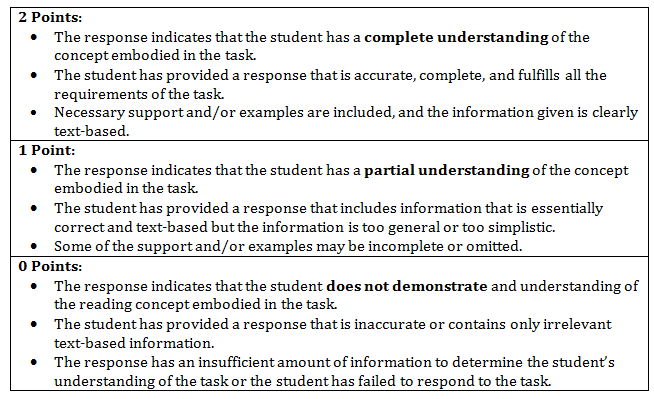 2 Points:
• The response indicates that the student has a complete understanding of the
concept embodied in the task.
• The student has provided a response that is accurate, complete, and fulfills all the
requirements of the task.
• Necessary support and/or examples are included, and the information given is clearly
text-based.
1 Point:
• The response indicates that the student has a partial understanding of the concept
embodied in the task.
• The student has provided a response that includes information that is essentially
correct and text-based but the information is too general or too simplistic.
• Some of the support and/or examples may be incomplete or omitted.
0 Points:
• The response indicates that the student does not demonstrate and understanding of
the reading concept embodied in the task.
• The student has provided a response that is inaccurate or contains only irrelevant
text-based information.
• The response has an insufficient amount of information to determine the student's
understanding of the task or the student has failed to respond to the task.